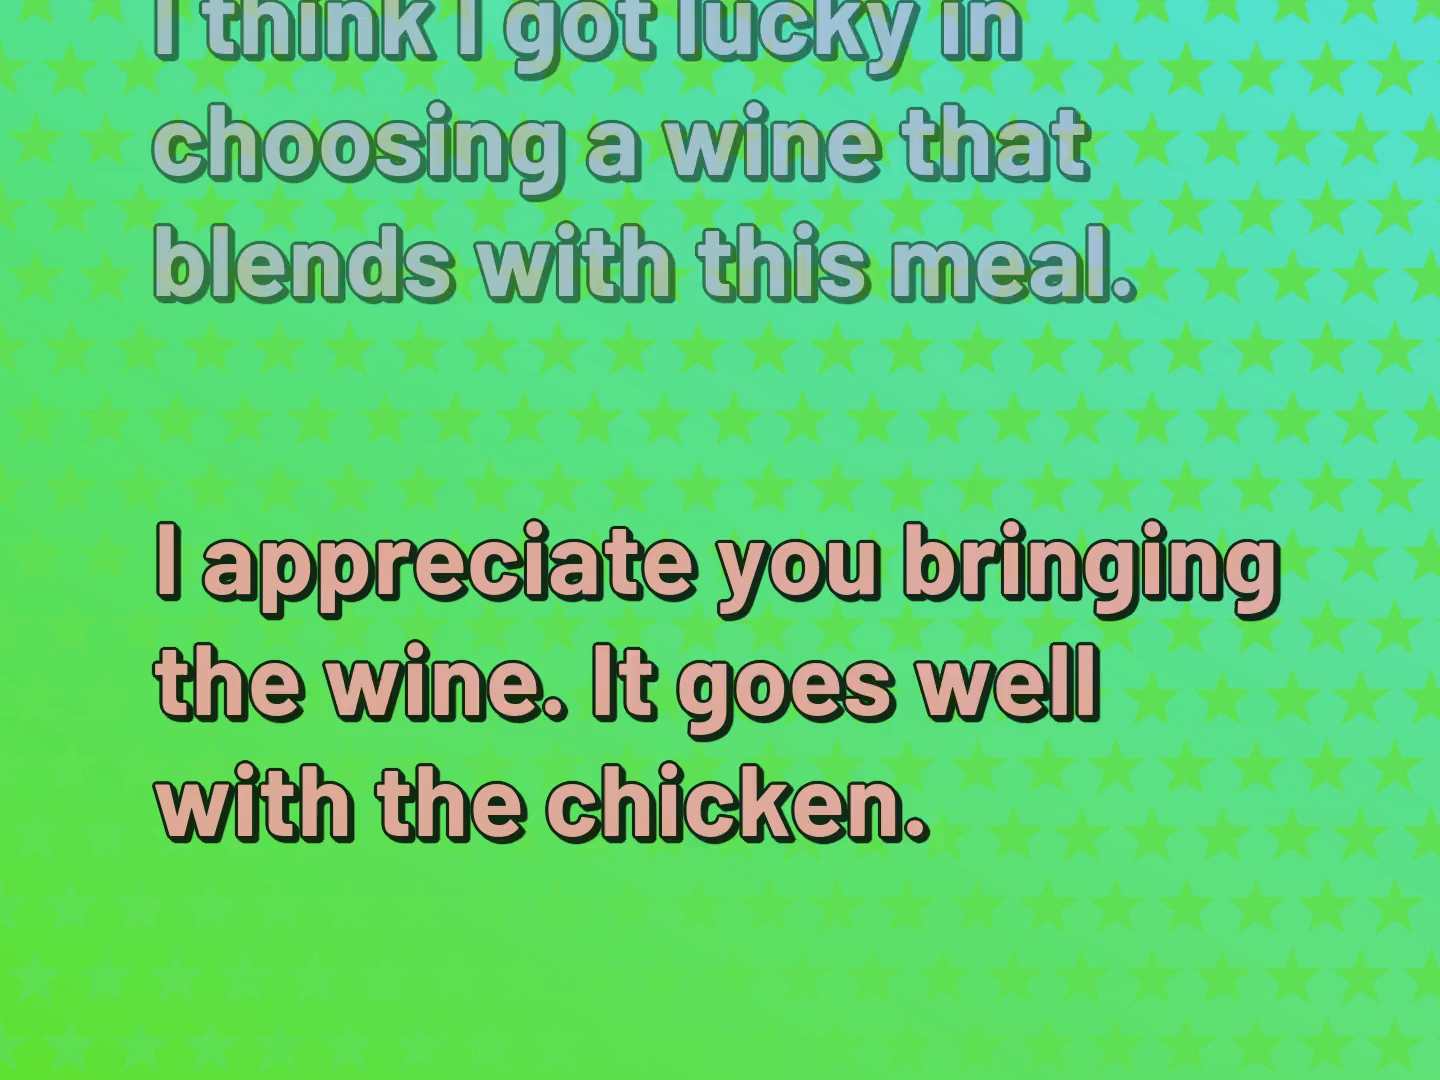 I think I got lucky in
choosing a wine that
blends with this meal.
I appreciate you bringing
the wine. It goes well
with the chicken.